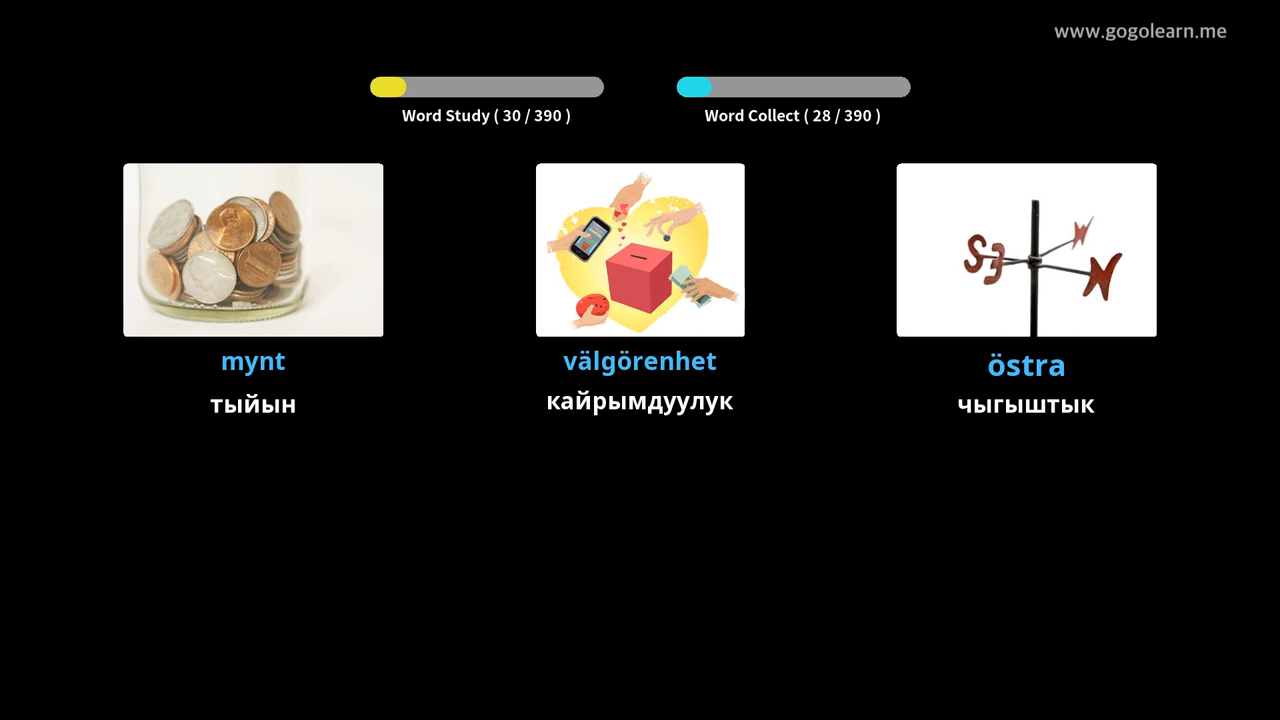 www.gogolearn.me
Word Study ( 30 / 390 )
Word Collect ( 28 / 390 )
mynt
välgörenhet
östra
тыйын
кайрымдуулук
чыгыштык